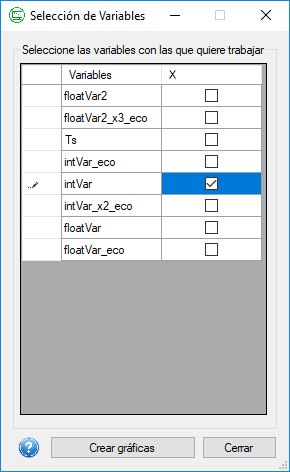 Selección de Variables
Seleccione las variables con las que quiere trabajar
Variables X
floatVar2
floatVar2_x3_eco
Ts
intVar_eco
intVar
intVar_x2_eco
floatVar
floatVar_eco
? Crear gráficas Cerrar